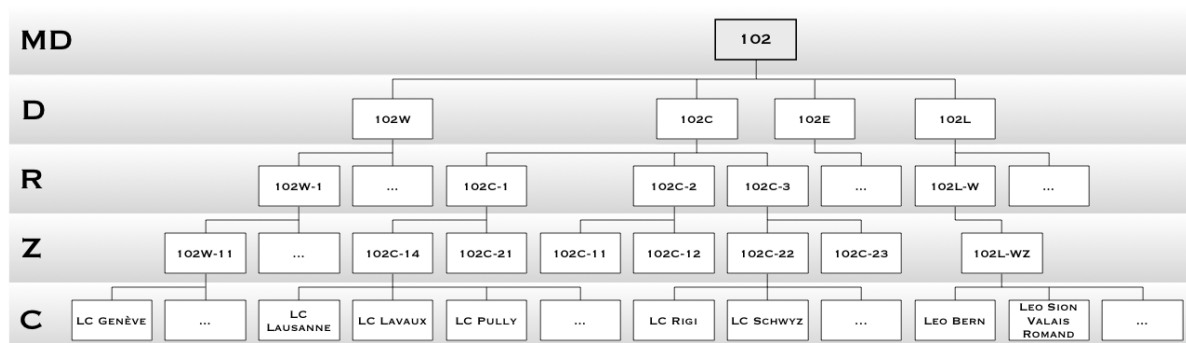 MD
102
D
102W
102C
102E
102L
R
102W-1
...
102C-1
102C-2
102C-3
...
102L-W
...
Z
102W-11
...
102C-14
102C-21
102C-11
102C-12
102C-22
102C-23
102L-WZ
C
LC Genève
...
LC
Lausanne
LC Lavaux
LC Pully
...
LC Rigi
LC Schwyz
...
Leo Bern
Leo Sion
Valais
Romand
...